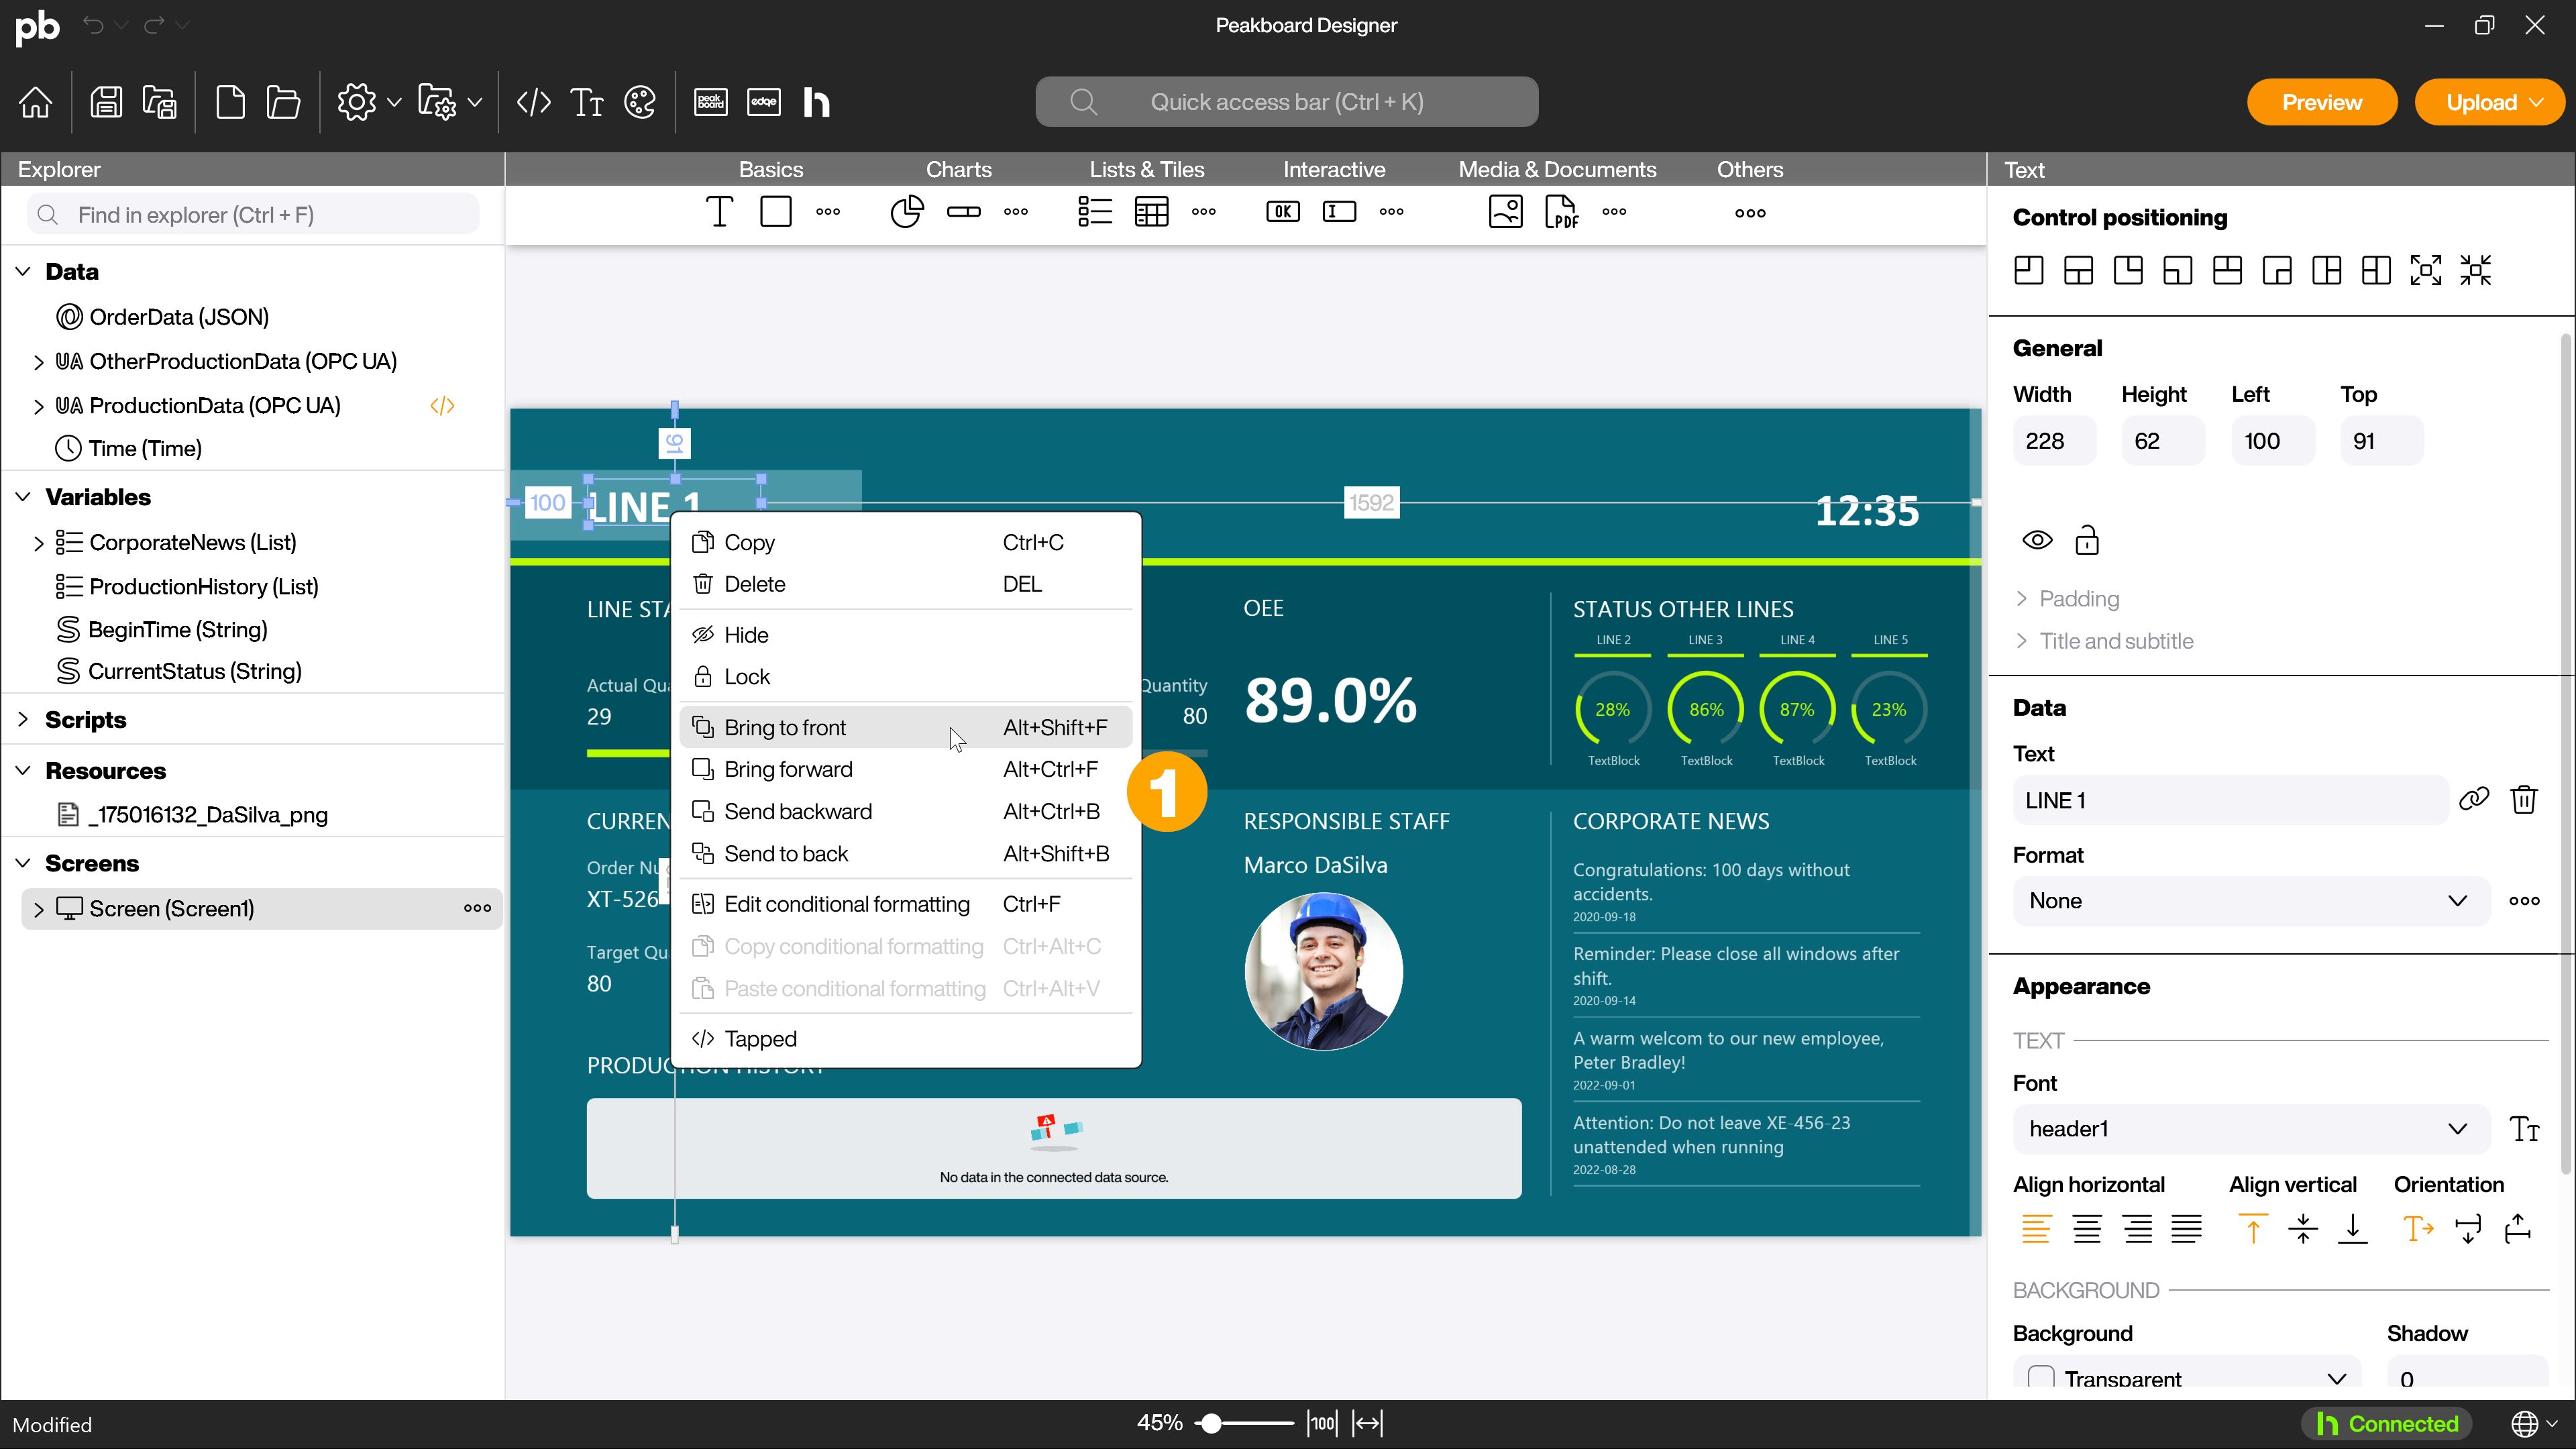 pb
Peakboard Designer
peak board
edge
h
Quick access bar (Ctrl + K)
Preview
Upload
Explorer
Basics
Charts
Lists & Tiles
Interactive
Media & Documents
Others
Text
Find in explorer (Ctrl + F)
OK
PDF
Data
OrderData (JSON)
UA OtherProductionData (OPC UA)
UA ProductionData (OPC UA)
Time (Time)
Variables
CorporateNews (List)
ProductionHistory (List)
BeginTime (String)
CurrentStatus (String)
Scripts
Resources
_175016132_DaSilva_png
Screens
Screen (Screen1)
91
100
LINE 1
1592
12:35
Copy Ctrl+C
Delete DEL
Hide
Lock
Bring to front Alt+Shift+F
Bring forward Alt+Ctrl+F
Send backward Alt+Ctrl+B
Send to back Alt+Shift+B
Edit conditional formatting Ctrl+F
Copy conditional formatting Ctrl+Alt+C
Paste conditional formatting Ctrl+Alt+V
Tapped
1
LINE STA
Actual Qua
29
Quantity
80
OEE
89.0%
STATUS OTHER LINES
LINE 2 LINE 3 LINE 4 LINE 5
28% 86% 87% 23%
TextBlock TextBlock TextBlock TextBlock
CURREN
Order Nu
XT-526
Target Qu
80
RESPONSIBLE STAFF
Marco DaSilva
CORPORATE NEWS
Congratulations: 100 days without
accidents.
2020-09-18
Reminder: Please close all windows after
shift.
2020-09-14
A warm welcom to our new employee,
Peter Bradley!
2022-09-01
Attention: Do not leave XE-456-23
unattended when running
2022-08-28
PRODUCTION HISTORY
No data in the connected data source.
Control positioning
General
Width Height Left Top
228 62 100 91
Padding
Title and subtitle
Data
Text
LINE 1
Format
None
Appearance
TEXT
Font
header1
Align horizontal Align vertical Orientation
BACKGROUND
Background Shadow
Transparent 0
Modified
45%
100
h Connected